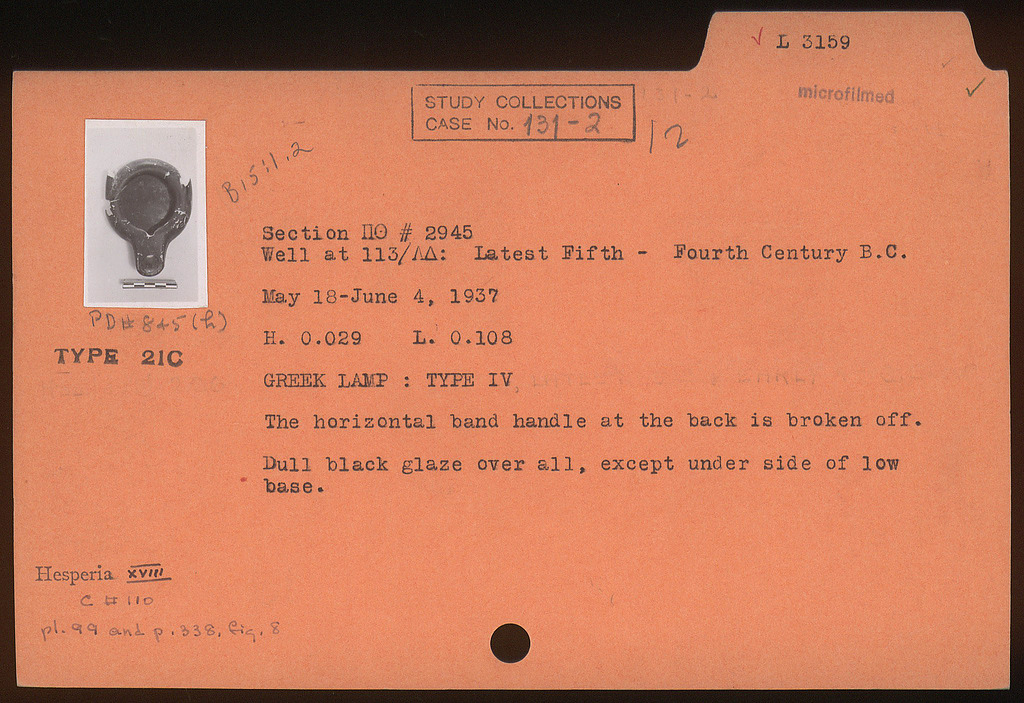 ✓ L 3159
microfilmed ✓
STUDY COLLECTIONS
CASE No. 131-2
12
Section ΠΘ # 2945
Well at 113/ΛΔ: Latest Fifth - Fourth Century B.C.
May 18-June 4, 1937
H. 0.029 L. 0.108
GREEK LAMP : TYPE IV
The horizontal band handle at the back is broken off.
Dull black glaze over all, except under side of low
base.
PD# 845 (h)
TYPE 21C
Hesperia XVIII
C # 110
pl. 99 and p. 338, fig. 8